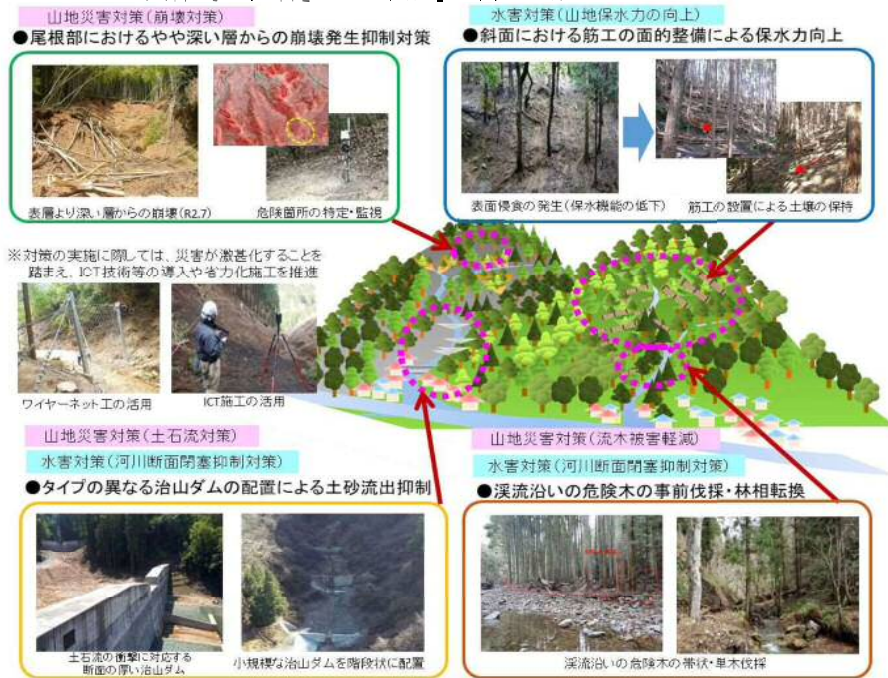 山地災害対策(崩壊対策)
●尾根部におけるやや深い層からの崩壊発生抑制対策
表層より深い層からの崩壊(R2.7)
危険箇所の特定・監視
水害対策(山地保水力の向上)
●斜面における筋工の面的整備による保水力向上
表面侵食の発生(保水機能の低下)
筋工の設置による土壌の保持
※対策の実施に際しては、災害が激甚化することを
踏まえ、ICT技術等の導入や省力化施工を推進
ワイヤーネット工の活用
ICT施工の活用
山地災害対策(土石流対策)
水害対策(河川断面閉塞抑制対策)
●タイプの異なる治山ダムの配置による土砂流出抑制
土石流の衝撃に対応する
断面の厚い治山ダム
小規模な治山ダムを階段状に配置
山地災害対策(流木被害軽減)
水害対策(河川断面閉塞抑制対策)
●渓流沿いの危険木の事前伐採・林相転換
渓流沿いの危険木の帯状・単木伐採